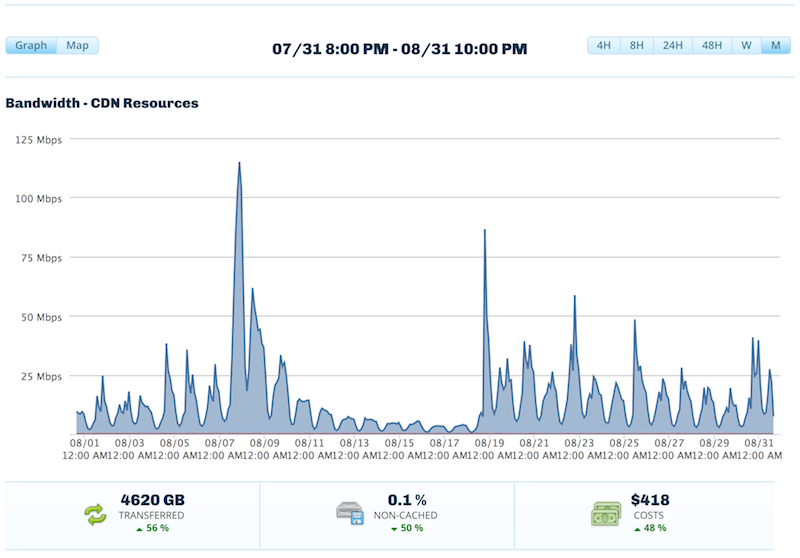 Graph Map 07/31 8:00 PM - 08/31 10:00 PM 4H 8H 24H 48H W M
Bandwidth - CDN Resources
125 Mbps
100 Mbps
75 Mbps
50 Mbps
25 Mbps
08/01 08/03 08/05 08/07 08/09 08/11 08/13 08/15 08/17 08/19 08/21 08/23 08/25 08/27 08/29 08/31
12:00 AM 12:00 AM 12:00 AM 12:00 AM 12:00 AM 12:00 AM 12:00 AM 12:00 AM 12:00 AM 12:00 AM 12:00 AM 12:00 AM 12:00 AM 12:00 AM 12:00 AM 12:00 AM
4620 GB 0.1 % $418
TRANSFERRED NON-CACHED COSTS
56 % 50 % 48 %